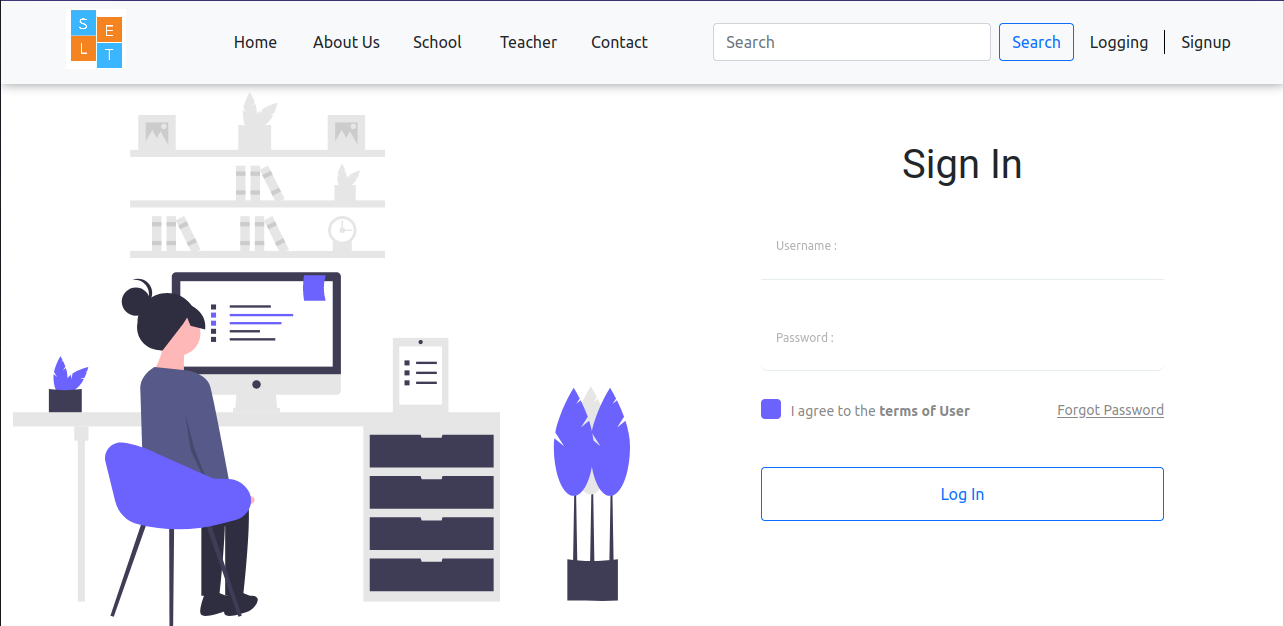 S E
L T
Home About Us School Teacher Contact Search Search Logging Signup
Sign In
Username :
Password :
I agree to the terms of User Forgot Password
Log In